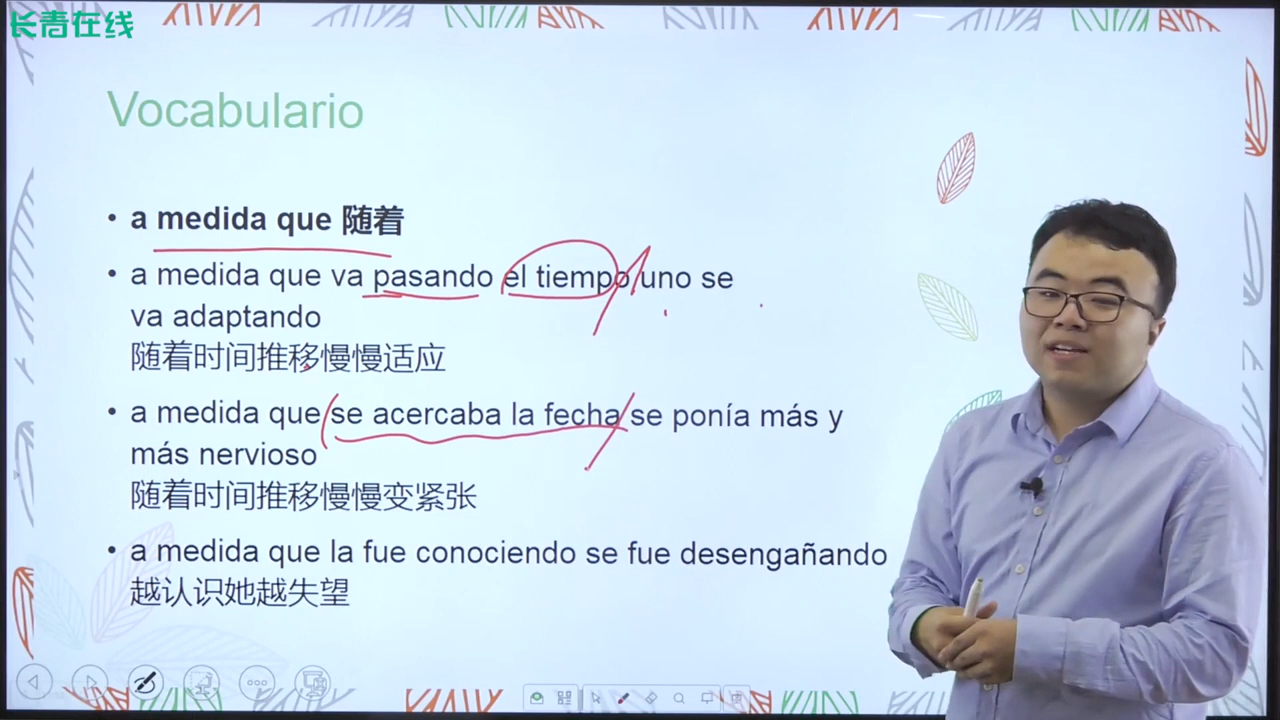 长青在线
Vocabulario
• a medida que 随着
• a medida que va pasando el tiempo uno se
va adaptando
随着时间推移慢慢适应
• a medida que se acercaba la fecha se ponía más y
más nervioso
随着时间推移慢慢变紧张
• a medida que la fue conociendo se fue desengañando
越认识她越失望